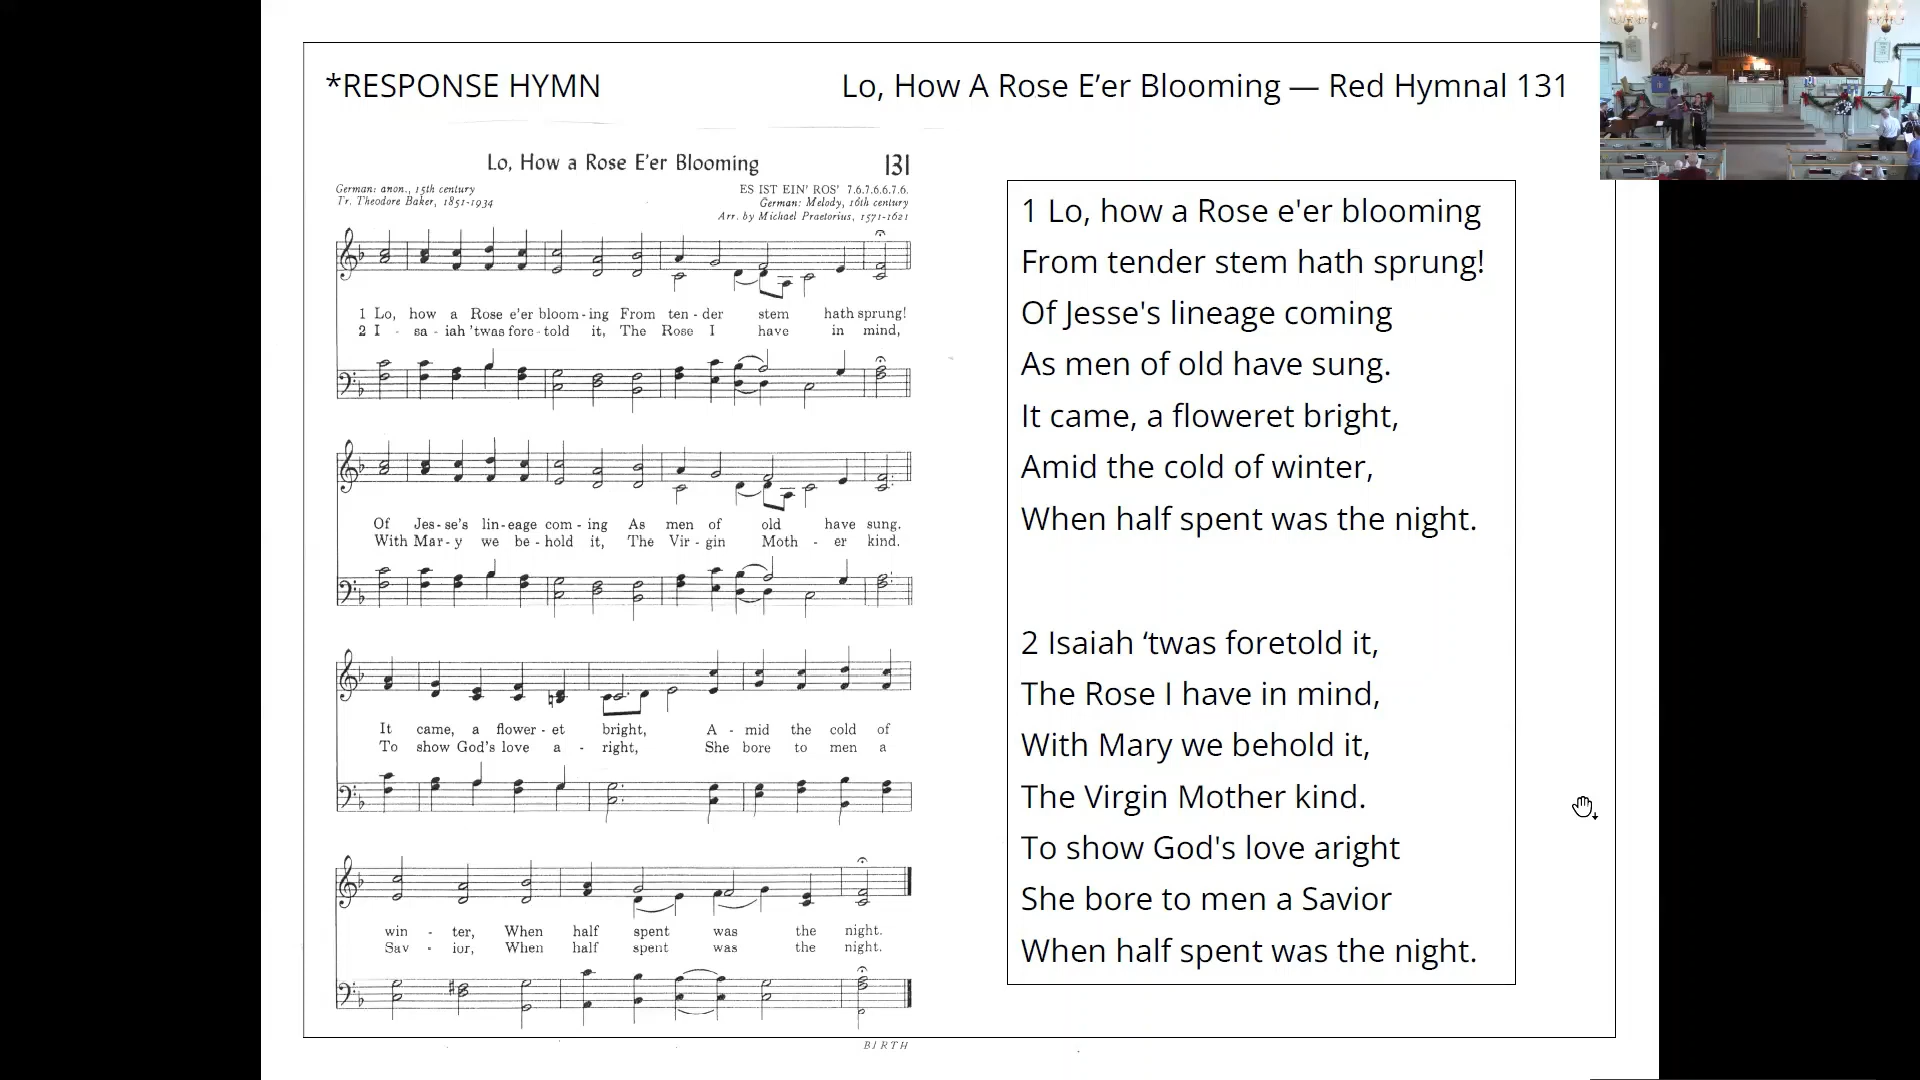 *RESPONSE HYMN
Lo, How A Rose E’er Blooming — Red Hymnal 131
Lo, How a Rose E'er Blooming
131
German: anon., 15th century
Tr. Theodore Baker, 1851-1934
ES IST EIN' ROS' 7.6.7.6.6.7.6.
German: Melody, 16th century
Arr. by Michael Praetorius, 1571-1621
1 Lo, how a Rose e'er bloom-ing From ten-der stem hath sprung!
2 I - sa - iah 'twas fore-told it, The Rose I have in mind,
Of Jes-se's lin-eage com-ing As men of old have sung.
With Mar-y we be-hold it, The Vir-gin Moth-er kind.
It came, a flower-et bright, A-mid the cold of
To show God's love a-right, She bore to men a
win-ter, When half spent was the night.
Sav-ior, When half spent was the night.
BIRTH
1 Lo, how a Rose e'er blooming
From tender stem hath sprung!
Of Jesse's lineage coming
As men of old have sung.
It came, a floweret bright,
Amid the cold of winter,
When half spent was the night.
2 Isaiah ‘twas foretold it,
The Rose I have in mind,
With Mary we behold it,
The Virgin Mother kind.
To show God's love aright
She bore to men a Savior
When half spent was the night.